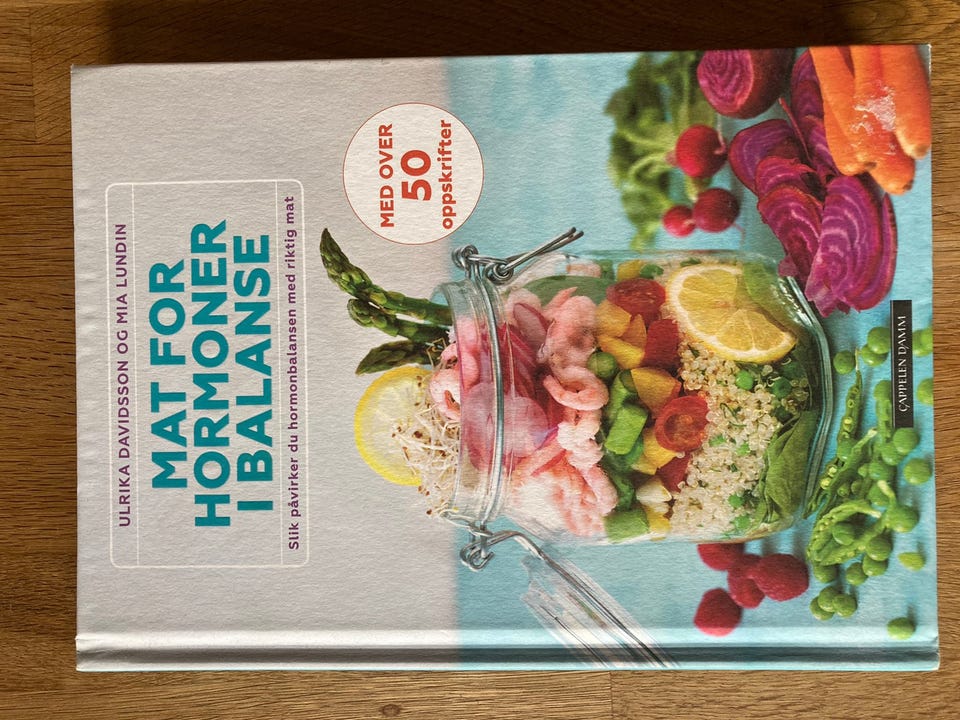 ULRIKA DAVIDSSON OG MIA LUNDIN
MAT FOR
HORMONER
I BALANSE
Slik påvirker du hormonbalansen med riktig mat
MED OVER
50
oppskrifter
CAPPELEN DAMM